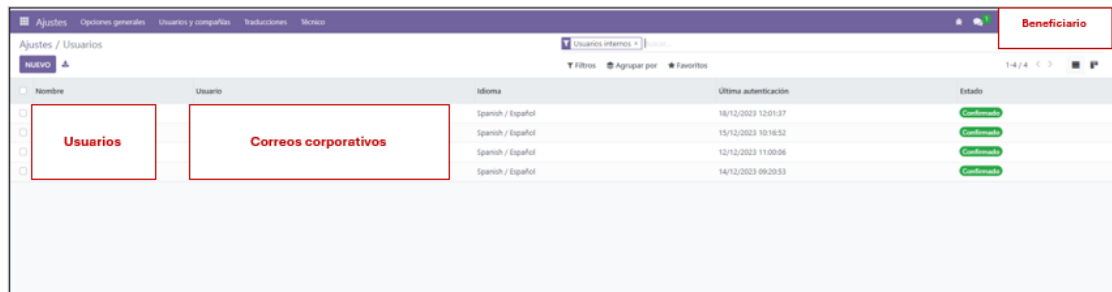 Ajustes Opciones generales Usuarios y compañías Traducciones Técnico 1 Beneficiario
Ajustes / Usuarios Usuarios internos × Buscar...
NUEVO Filtros Agrupar por Favoritos 1-4 / 4
Nombre Usuario Idioma Última autenticación Estado
Spanish / Español 18/12/2023 12:01:37 Confirmado
Usuarios Correos corporativos Spanish / Español 15/12/2023 10:16:52 Confirmado
Spanish / Español 12/12/2023 11:00:06 Confirmado
Spanish / Español 14/12/2023 09:20:53 Confirmado